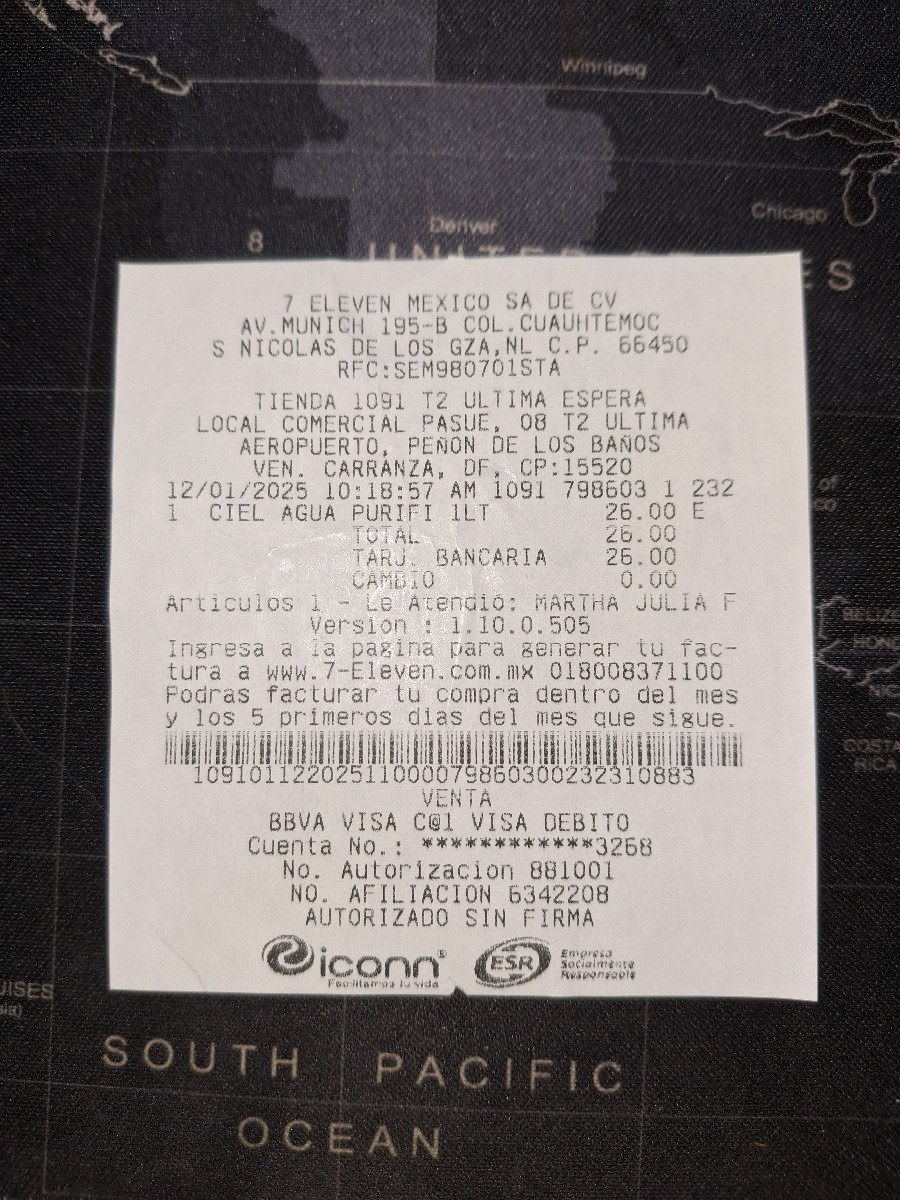 Winnipeg
Denver
Chicago
8
UNITED STATES
7 ELEVEN MEXICO SA DE CV
AV.MUNICH 195-B COL.CUAUHTEMOC
S NICOLAS DE LOS GZA,NL C.P. 66450
RFC:SEM980701STA
TIENDA 1091 T2 ULTIMA ESPERA
LOCAL COMERCIAL PASUE, 08 T2 ULTIMA
AEROPUERTO, PEÑON DE LOS BAÑOS
VEN. CARRANZA, DF, CP:15520
12/01/2025 10:18:57 AM 1091 798603 1 232
1 CIEL AGUA PURIFI 1LT 26.00 E
TOTAL 26.00
TARJ. BANCARIA 26.00
CAMBIO 0.00
Articulos 1 - Le Atendió: MARTHA JULIA F
Version : 1.10.0.505
Ingresa a la pagina para generar tu fac-
tura a www.7-Eleven.com.mx 018008371100
Podras facturar tu compra dentro del mes
y los 5 primeros dias del mes que sigue.
10910112202511000079860300232310883
VENTA
BBVA VISA C@1 VISA DEBITO
Cuenta No.: ************3268
No. Autorizacion 881001
NO. AFILIACION 6342208
AUTORIZADO SIN FIRMA
iconn®
Facilitamos tu vida
ESR
Empresa
Socialmente
Responsable
of
COSTA
RICA
SOUTH PACIFIC
OCEAN